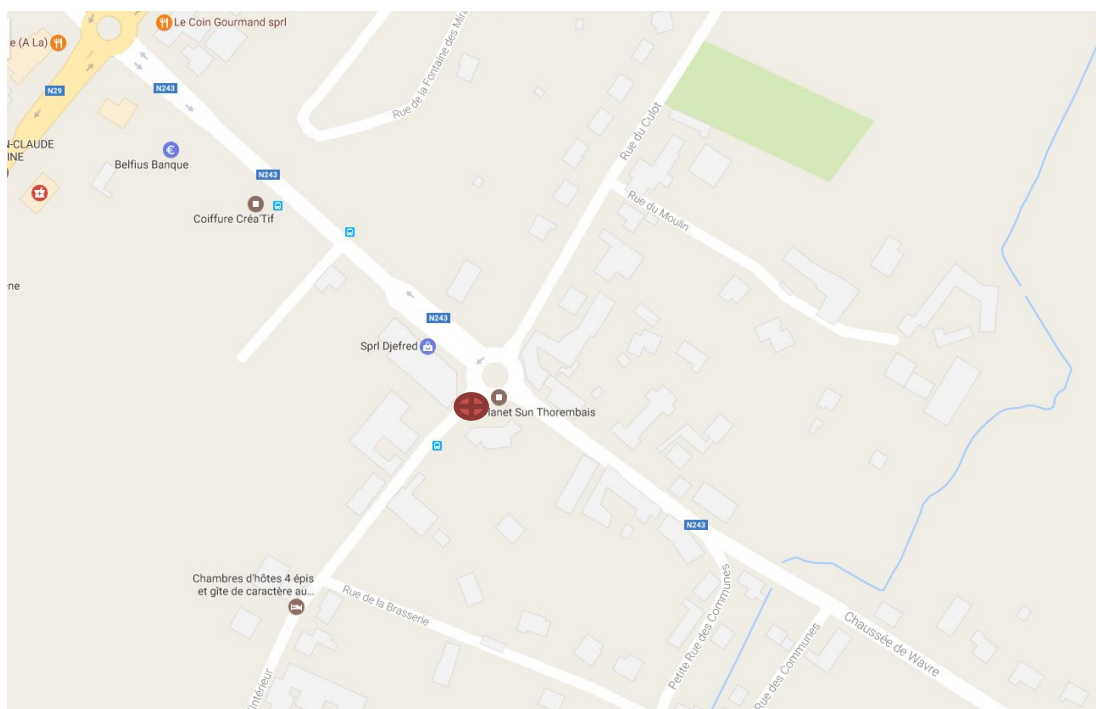 Le Coin Gourmand sprl
e (A La)
N29
N243
Belfius Banque
N-CLAUDE
INE
N243
Coiffure Créa'Tif
Rue de la Fontaine des Mira
Rue du Culot
Rue du Moulin
ne
N243
Sprl Djefred
lanet Sun Thorembais
N243
Chambres d'hôtes 4 épis
et gîte de caractère au...
Rue de la Brasserie
Petite Rue des Communes
Rue des Communes
Chaussée de Wavre
'Intérieur